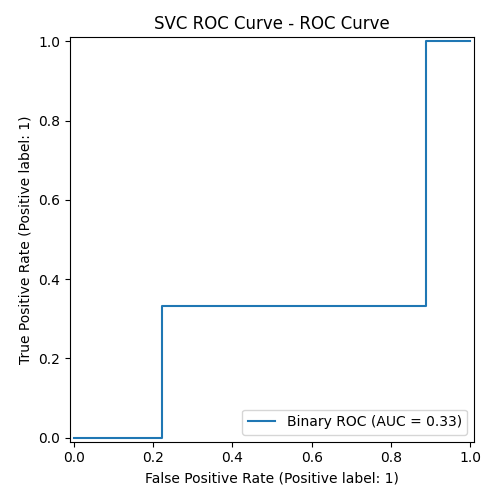 SVC ROC Curve - ROC Curve
True Positive Rate (Positive label: 1)
1.0
0.8
0.6
0.4
0.2
0.0
Binary ROC (AUC = 0.33)
0.0 0.2 0.4 0.6 0.8 1.0
False Positive Rate (Positive label: 1)